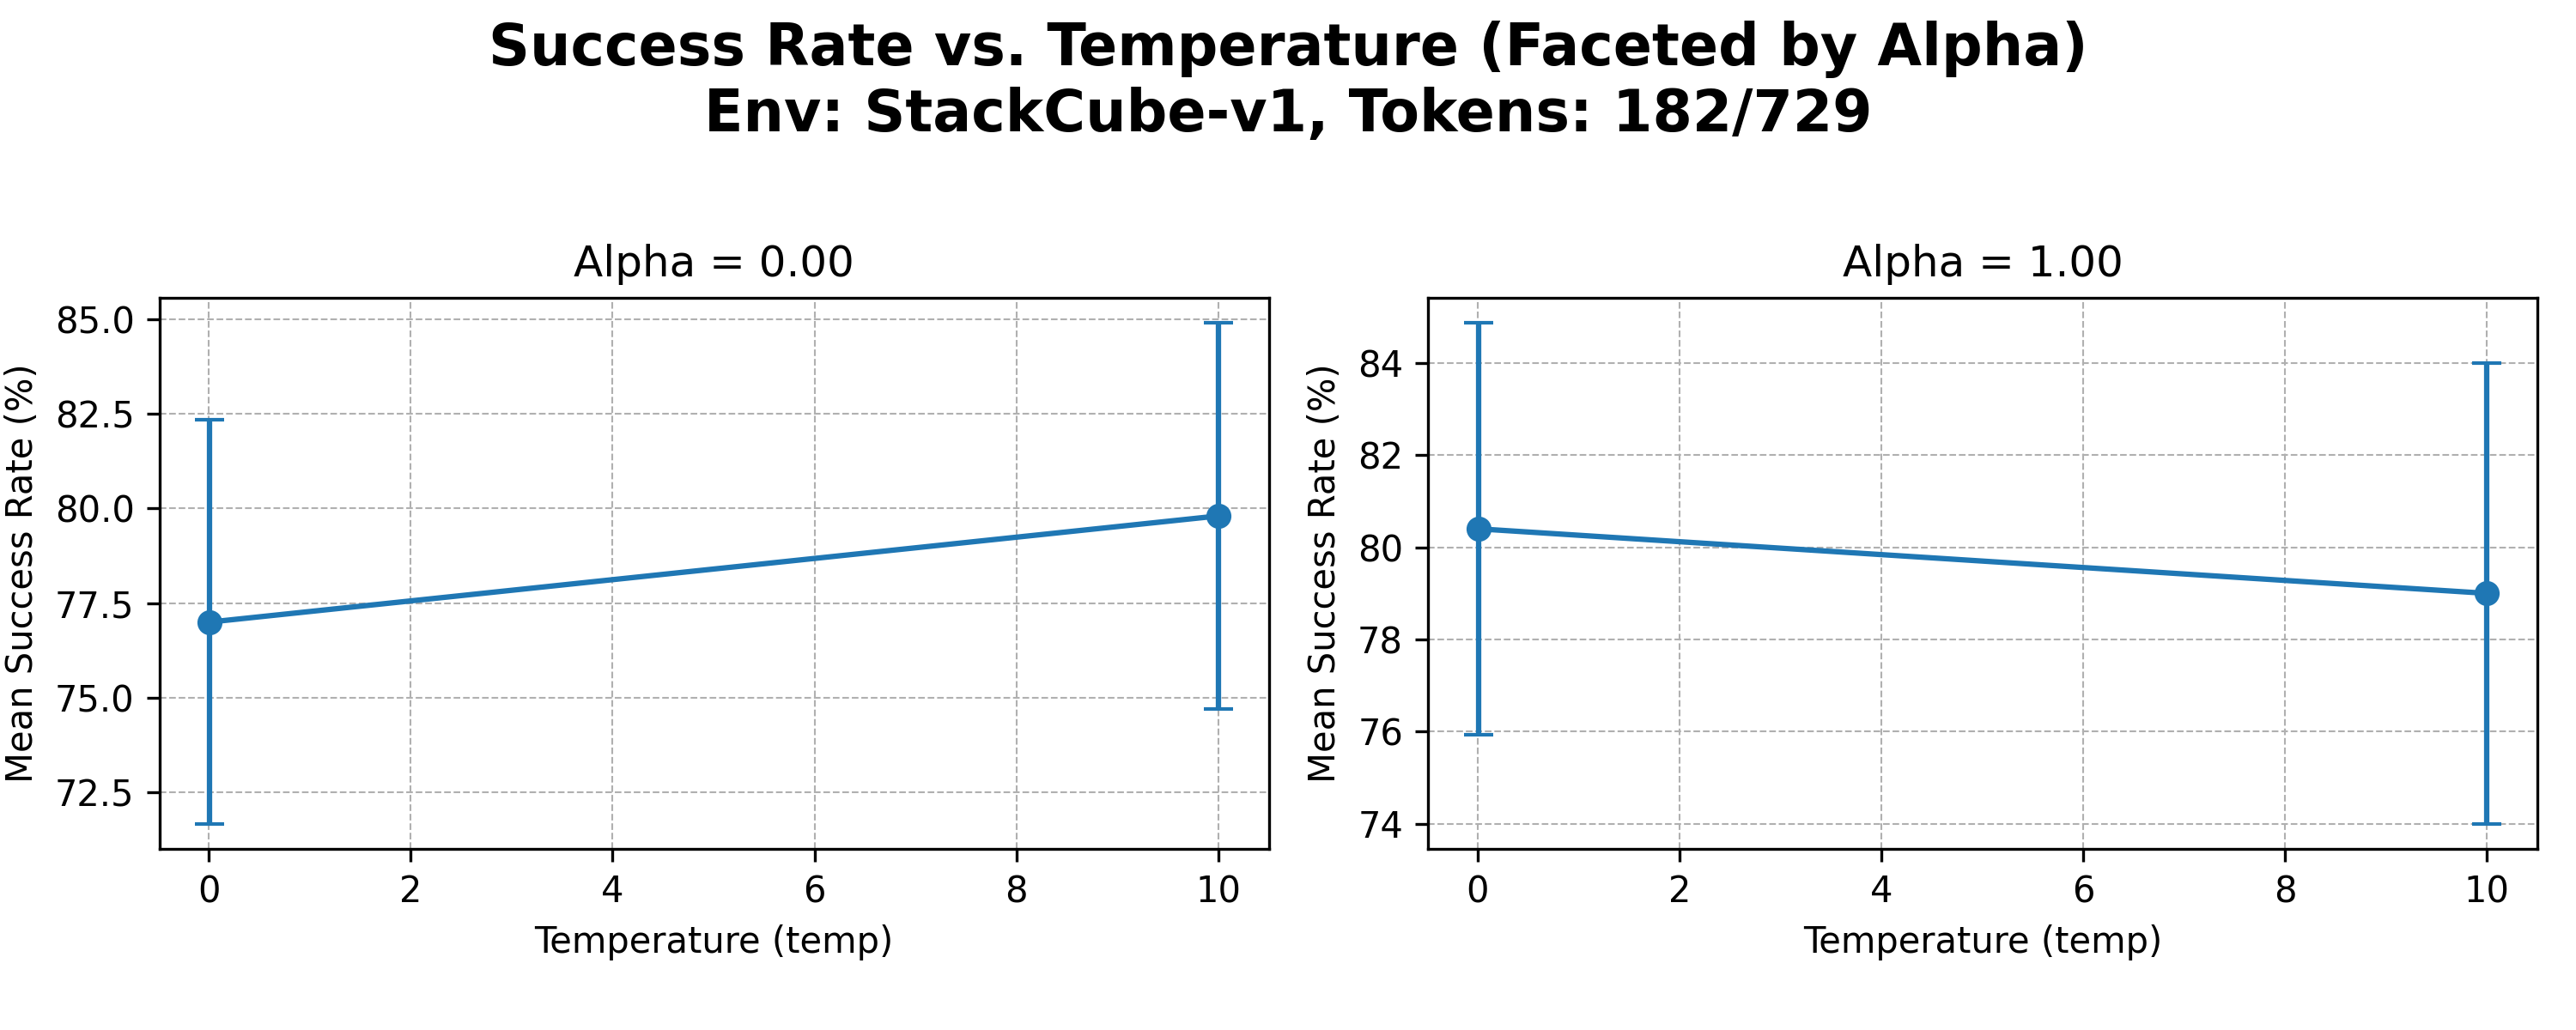 Success Rate vs. Temperature (Faceted by Alpha)
Env: StackCube-v1, Tokens: 182/729
Alpha = 0.00
Mean Success Rate (%)
85.0
82.5
80.0
77.5
75.0
72.5
0 2 4 6 8 10
Temperature (temp)
Alpha = 1.00
Mean Success Rate (%)
84
82
80
78
76
74
0 2 4 6 8 10
Temperature (temp)